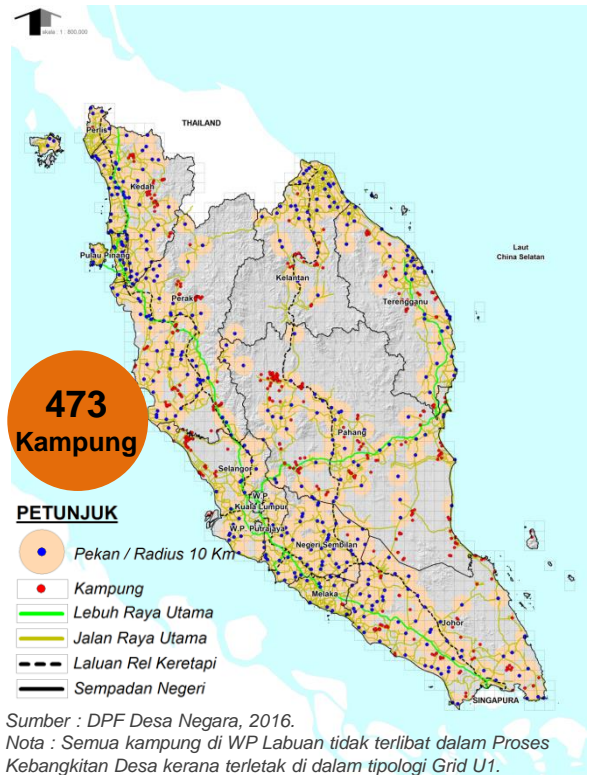 skala : 1 : 800,000
THAILAND
Perlis
Kedah
Pulau Pinang
Laut
China Selatan
Kelantan
Terengganu
Perak
473
Kampung
Pahang
Selangor
W.P
Kuala Lumpur
W.P. Putrajaya
Negeri Sembilan
Melaka
Johor
SINGAPURA
PETUNJUK
Pekan / Radius 10 Km
Kampung
Lebuh Raya Utama
Jalan Raya Utama
Laluan Rel Keretapi
Sempadan Negeri
Sumber : DPF Desa Negara, 2016.
Nota : Semua kampung di WP Labuan tidak terlibat dalam Proses
Kebangkitan Desa kerana terletak di dalam tipologi Grid U1.